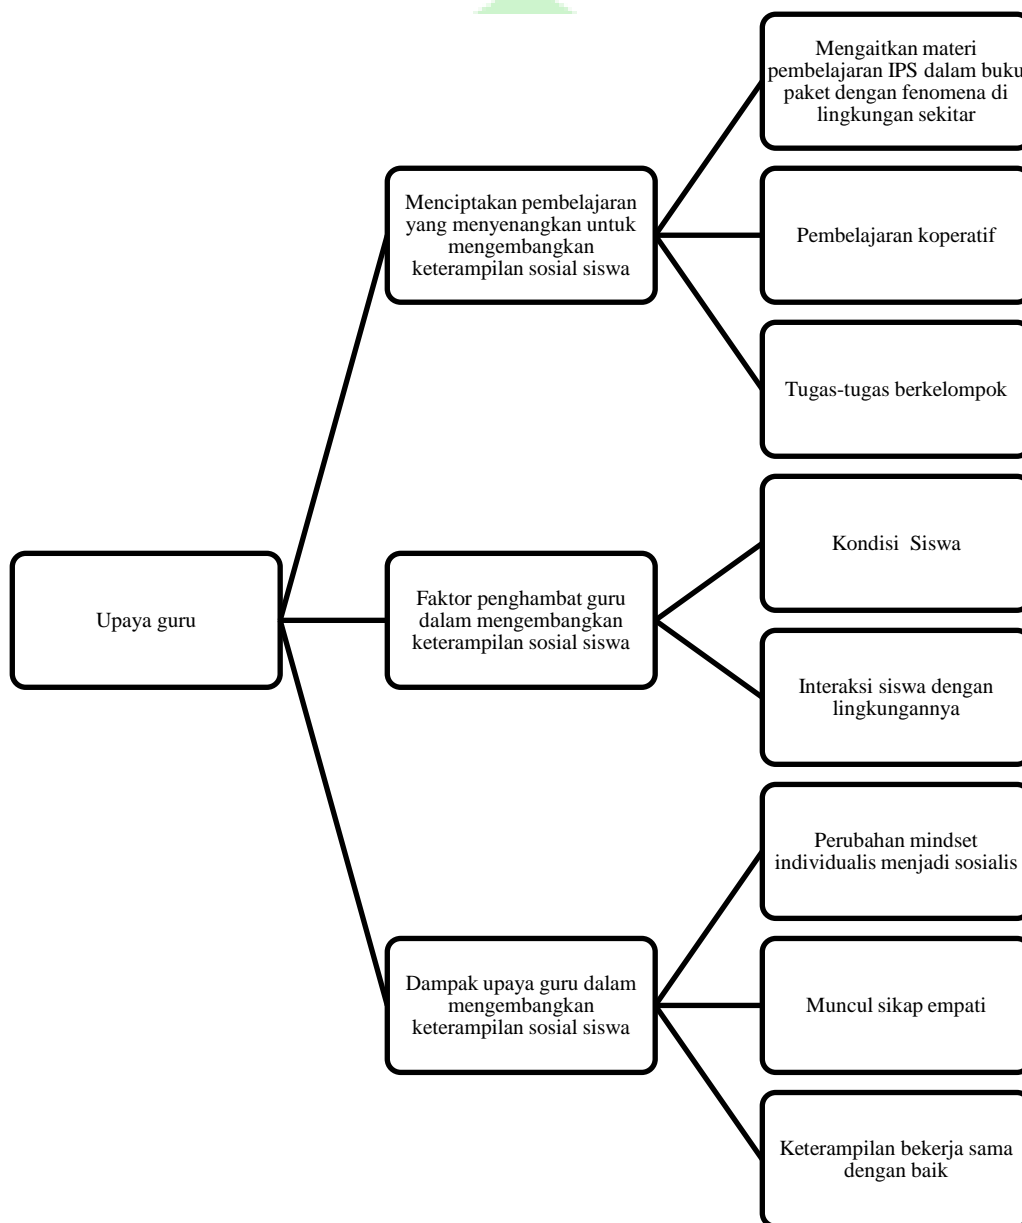 Mengaitkan materi
pembelajaran IPS dalam buku
paket dengan fenomena di
lingkungan sekitar
Menciptakan pembelajaran
yang menyenangkan untuk
mengembangkan
keterampilan sosial siswa
Pembelajaran koperatif
Tugas-tugas berkelompok
Upaya guru
Faktor penghambat guru
dalam mengembangkan
keterampilan sosial siswa
Kondisi  Siswa
Interaksi siswa dengan
lingkungannya
Dampak upaya guru dalam
mengembangkan
keterampilan sosial siswa
Perubahan mindset
individualis menjadi sosialis
Muncul sikap empati
Keterampilan bekerja sama
dengan baik